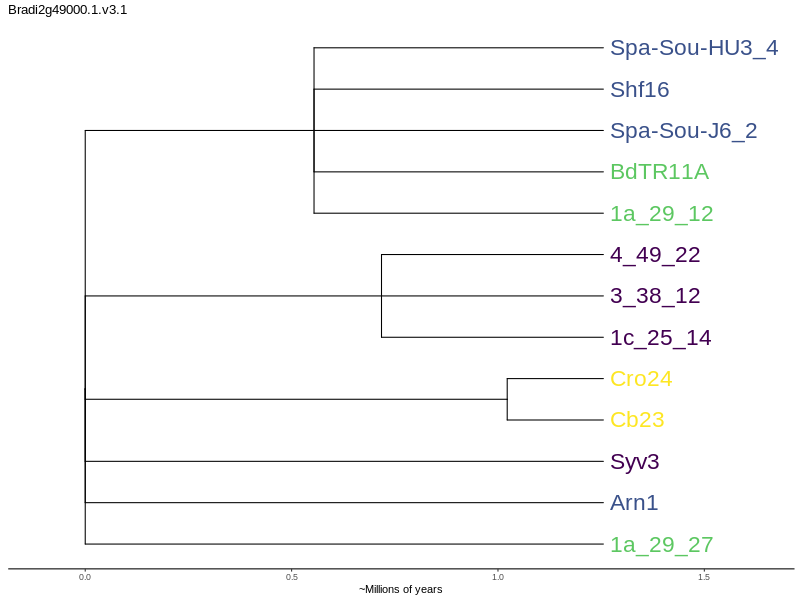 Bradi2g49000.1.v3.1
Spa-Sou-HU3_4
Shf16
Spa-Sou-J6_2
BdTR11A
1a_29_12
4_49_22
3_38_12
1c_25_14
Cro24
Cb23
Syv3
Arn1
1a_29_27
0.0 0.5 1.0 1.5
~Millions of years